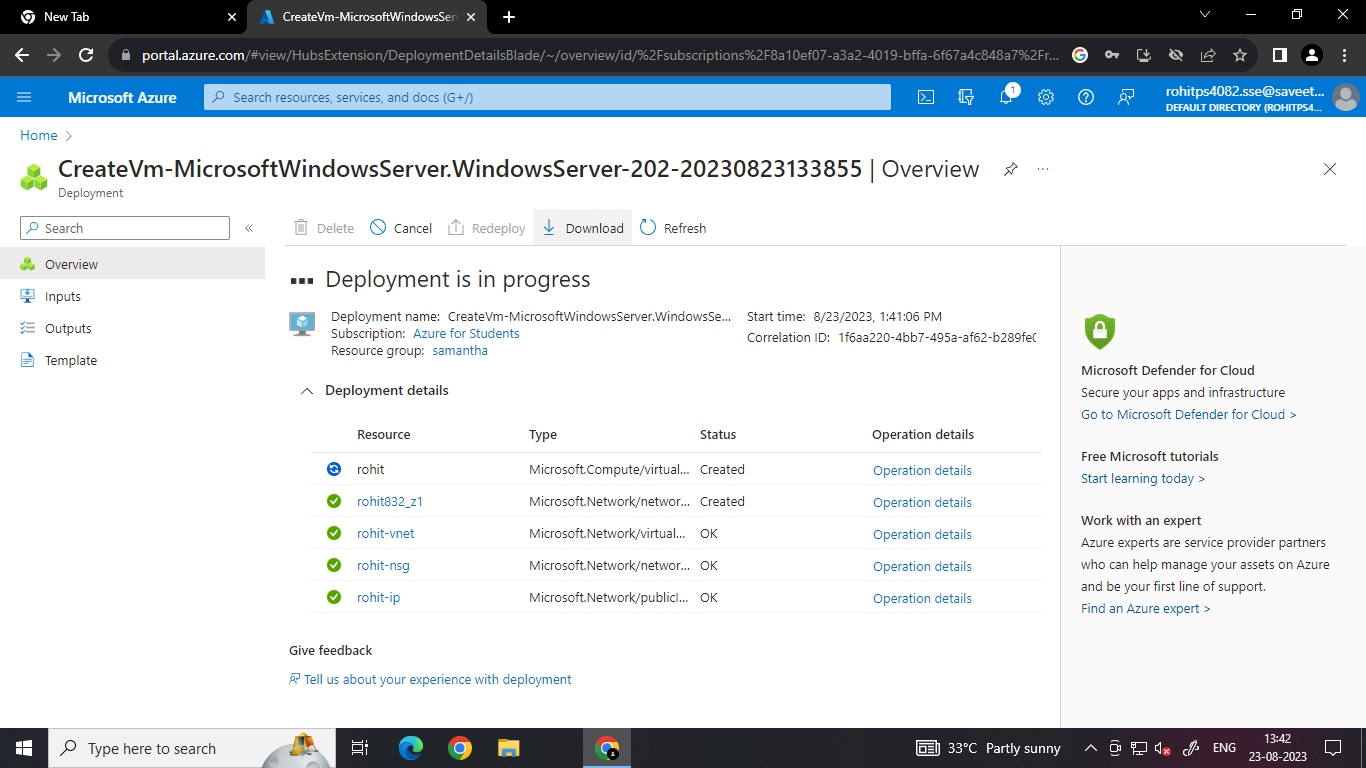 New Tab
CreateVm-MicrosoftWindowsSer
portal.azure.com/#view/HubsExtension/DeploymentDetailsBlade/~/overview/id/%2Fsubscriptions%2F8a10ef07-a3a2-4019-bffa-6f67a4c848a7%2Fr...
Microsoft Azure
Search resources, services, and docs (G+/)
1
rohitps4082.sse@saveet...
DEFAULT DIRECTORY (ROHITPS4...
Home >
CreateVm-MicrosoftWindowsServer.WindowsServer-202-20230823133855 | Overview
Deployment
Search
Delete
Cancel
Redeploy
Download
Refresh
Overview
Inputs
Outputs
Template
Deployment is in progress
Deployment name: CreateVm-MicrosoftWindowsServer.WindowsSe...
Subscription: Azure for Students
Resource group: samantha
Start time: 8/23/2023, 1:41:06 PM
Correlation ID: 1f6aa220-4bb7-495a-af62-b289fe0
Deployment details
Resource Type Status Operation details
rohit Microsoft.Compute/virtual... Created Operation details
rohit832_z1 Microsoft.Network/networ... Created Operation details
rohit-vnet Microsoft.Network/virtual... OK Operation details
rohit-nsg Microsoft.Network/networ... OK Operation details
rohit-ip Microsoft.Network/publicI... OK Operation details
Give feedback
Tell us about your experience with deployment
Microsoft Defender for Cloud
Secure your apps and infrastructure
Go to Microsoft Defender for Cloud >
Free Microsoft tutorials
Start learning today >
Work with an expert
Azure experts are service provider partners
who can help manage your assets on Azure
and be your first line of support.
Find an Azure expert >
Type here to search
33°C Partly sunny
ENG
13:42
23-08-2023